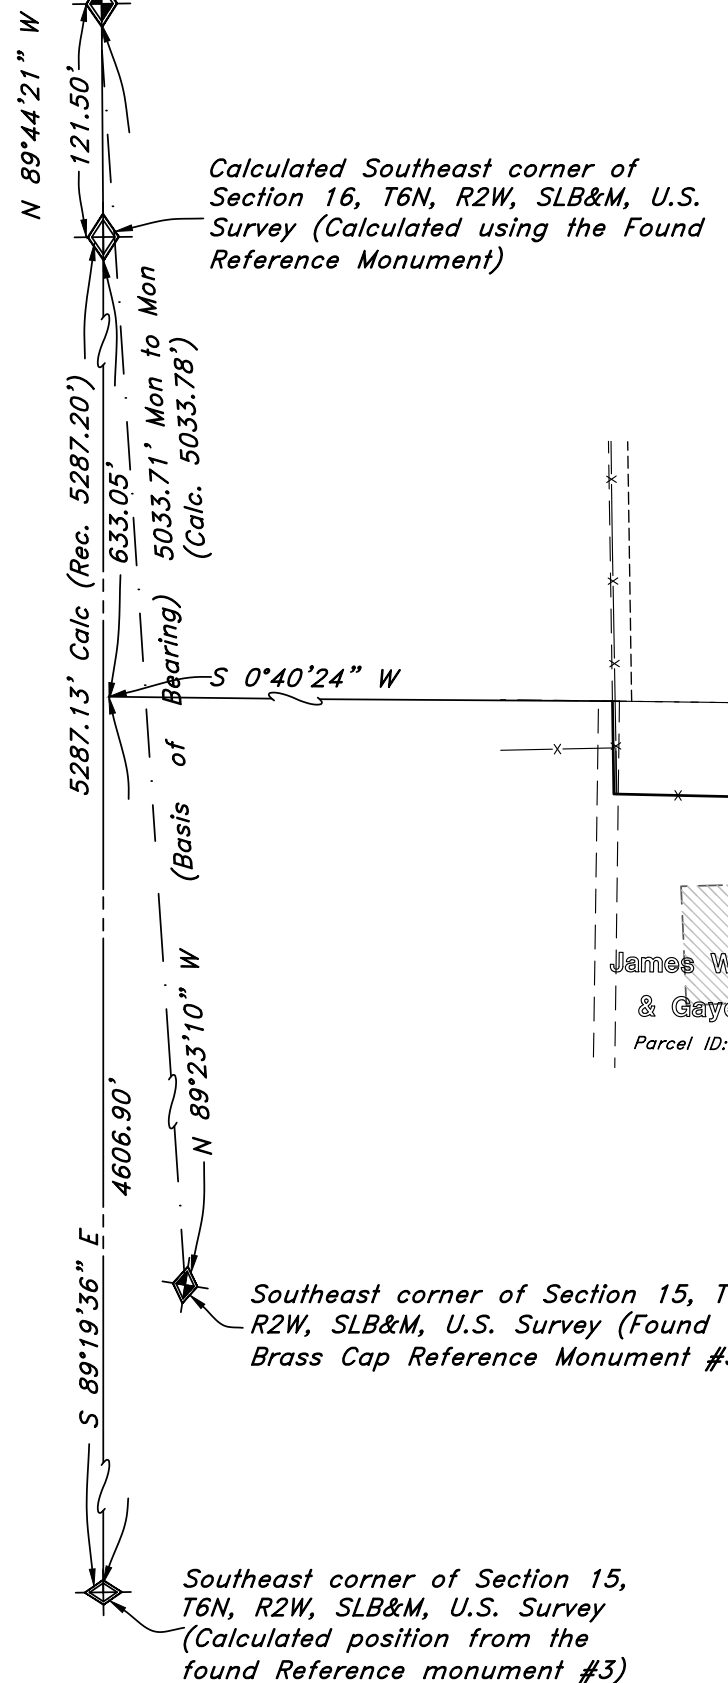 N 89°44'21" W
121.50'
Calculated Southeast corner of
Section 16, T6N, R2W, SLB&M, U.S.
Survey (Calculated using the Found
Reference Monument)
5287.13' Calc (Rec. 5287.20')
633.05'
5033.71' Mon to Mon
(Calc. 5033.78')
(Basis of Bearing)
S 0°40'24" W
N 89°23'10" W
James W
& Gay
Parcel ID:
4606.90'
S 89°19'36" E
Southeast corner of Section 15, T
R2W, SLB&M, U.S. Survey (Found
Brass Cap Reference Monument #
Southeast corner of Section 15,
T6N, R2W, SLB&M, U.S. Survey
(Calculated position from the
found Reference monument #3)